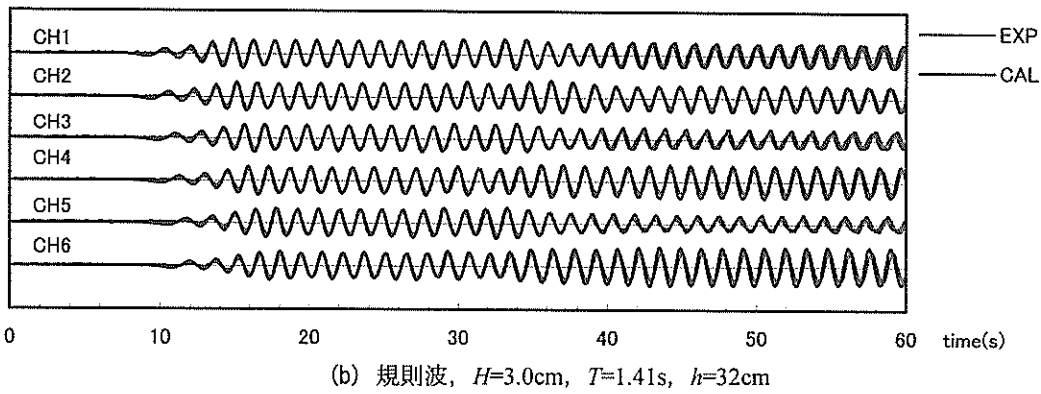 CH1
CH2
CH3
CH4
CH5
CH6
EXP
CAL
0 10 20 30 40 50 60 time(s)
(b) 規則波, H=3.0cm, T=1.41s, h=32cm